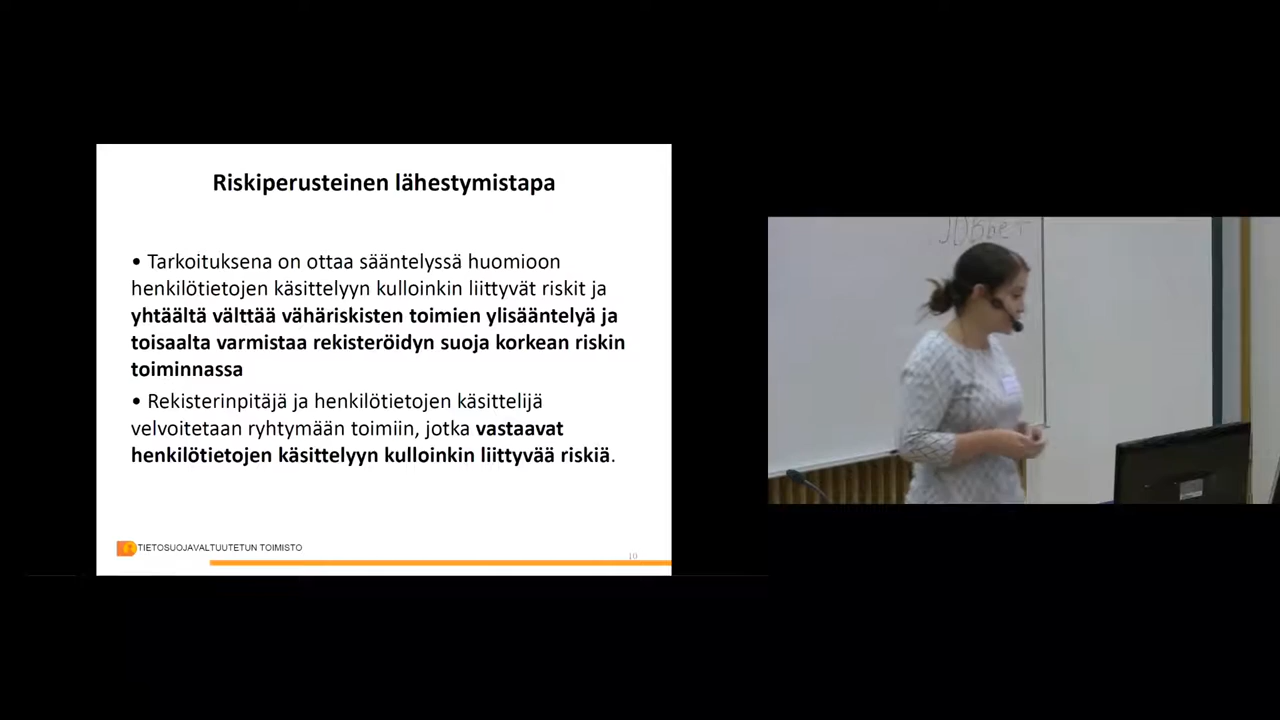 Riskiperusteinen lähestymistapa
• Tarkoituksena on ottaa sääntelyssä huomioon
henkilötietojen käsittelyyn kulloinkin liittyvät riskit ja
yhtäältä välttää vähäriskisten toimien ylisääntelyä ja
toisaalta varmistaa rekisteröidyn suoja korkean riskin
toiminnassa
• Rekisterinpitäjä ja henkilötietojen käsittelijä
velvoitetaan ryhtymään toimiin, jotka vastaavat
henkilötietojen käsittelyyn kulloinkin liittyvää riskiä.
TIETOSUOJAVALTUUTETUN TOIMISTO
10